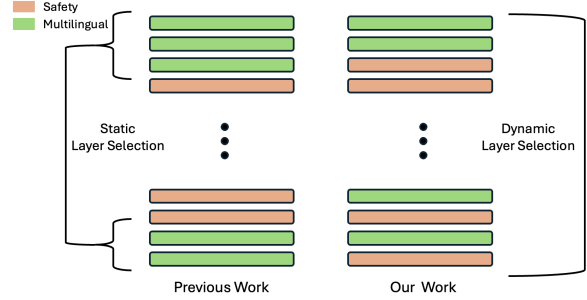 Safety
Multilingual
Static
Layer Selection
Dynamic
Layer Selection
Previous Work
Our Work